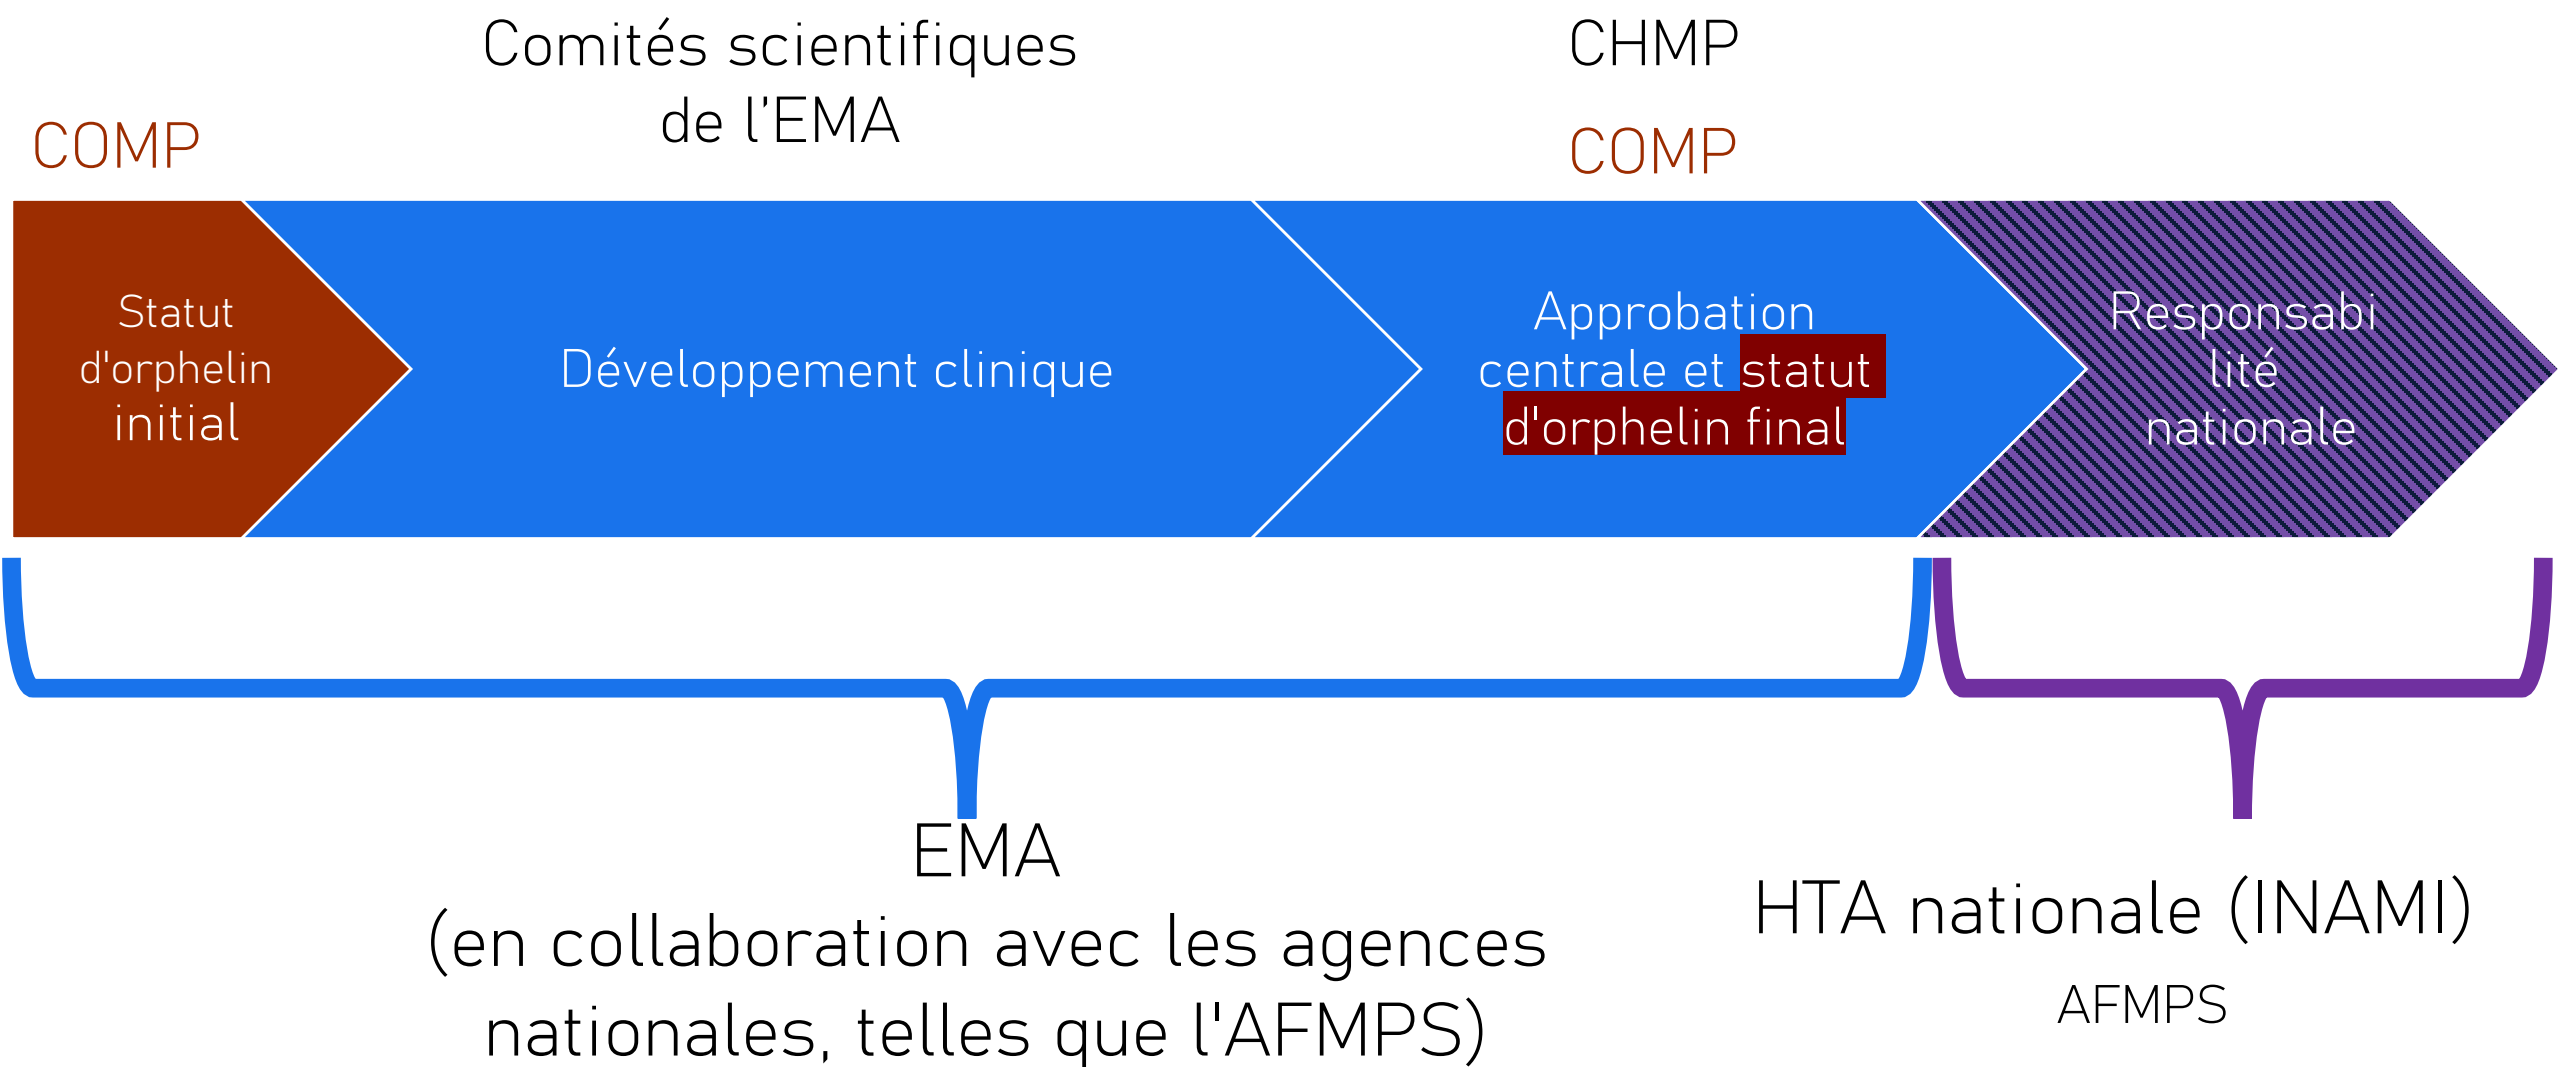 Comités scientifiques
de l’EMA
CHMP
COMP
COMP
Statut
d'orphelin
initial
Développement clinique
Approbation
centrale et statut
d'orphelin final
Responsabi
lité
nationale
EMA
(en collaboration avec les agences
nationales, telles que l'AFMPS)
HTA nationale (INAMI)
AFMPS